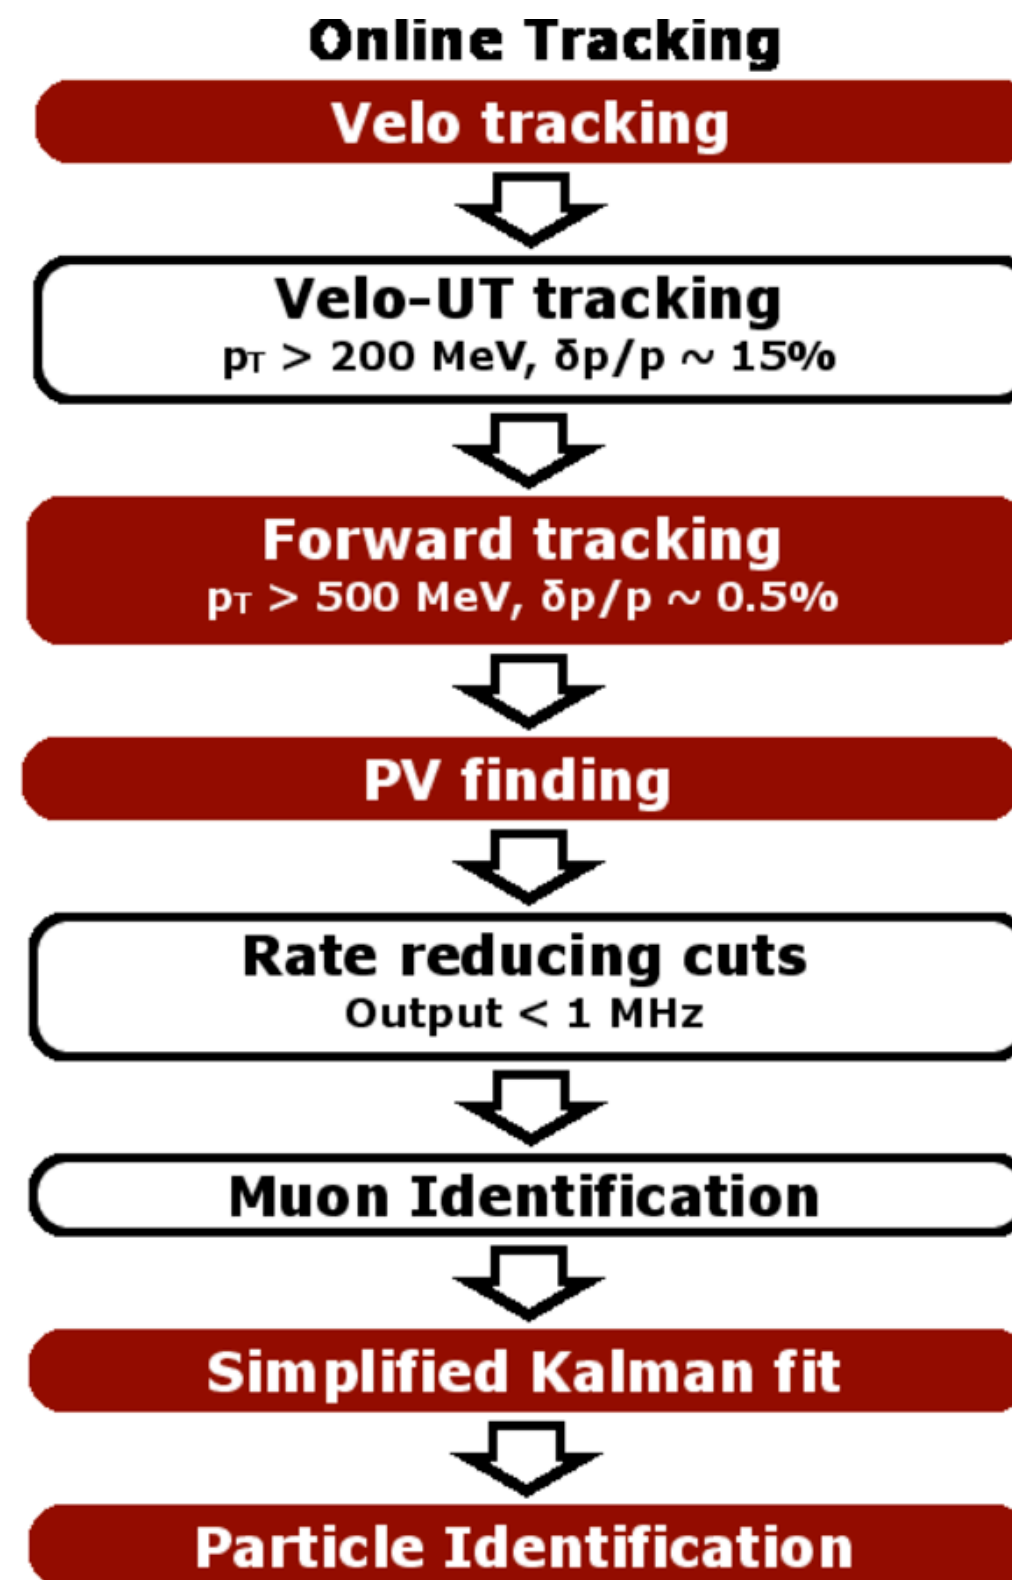 Online Tracking
Velo tracking
Velo-UT tracking
pT > 200 MeV, δp/p ~ 15%
Forward tracking
pT > 500 MeV, δp/p ~ 0.5%
PV finding
Rate reducing cuts
Output < 1 MHz
Muon Identification
Simplified Kalman fit
Particle Identification